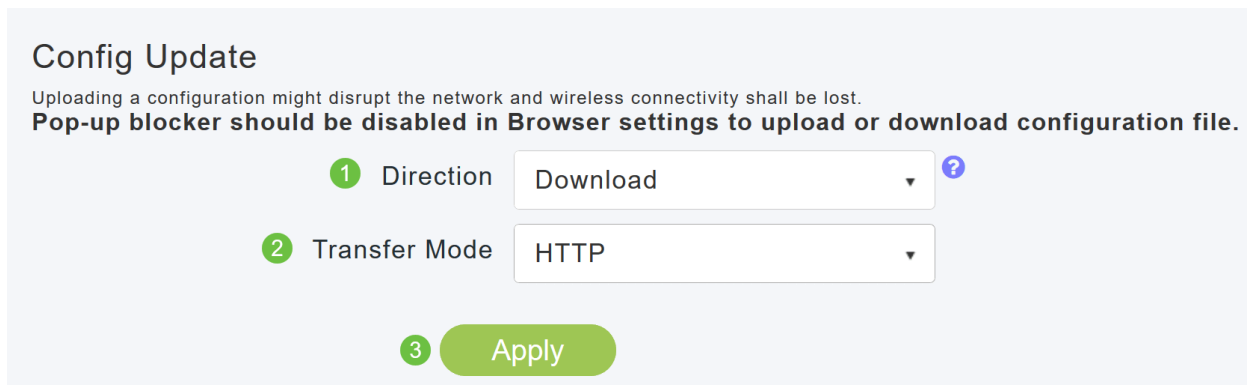 Config Update
Uploading a configuration might disrupt the network and wireless connectivity shall be lost.
Pop-up blocker should be disabled in Browser settings to upload or download configuration file.
1 Direction Download ?
2 Transfer Mode HTTP
3 Apply